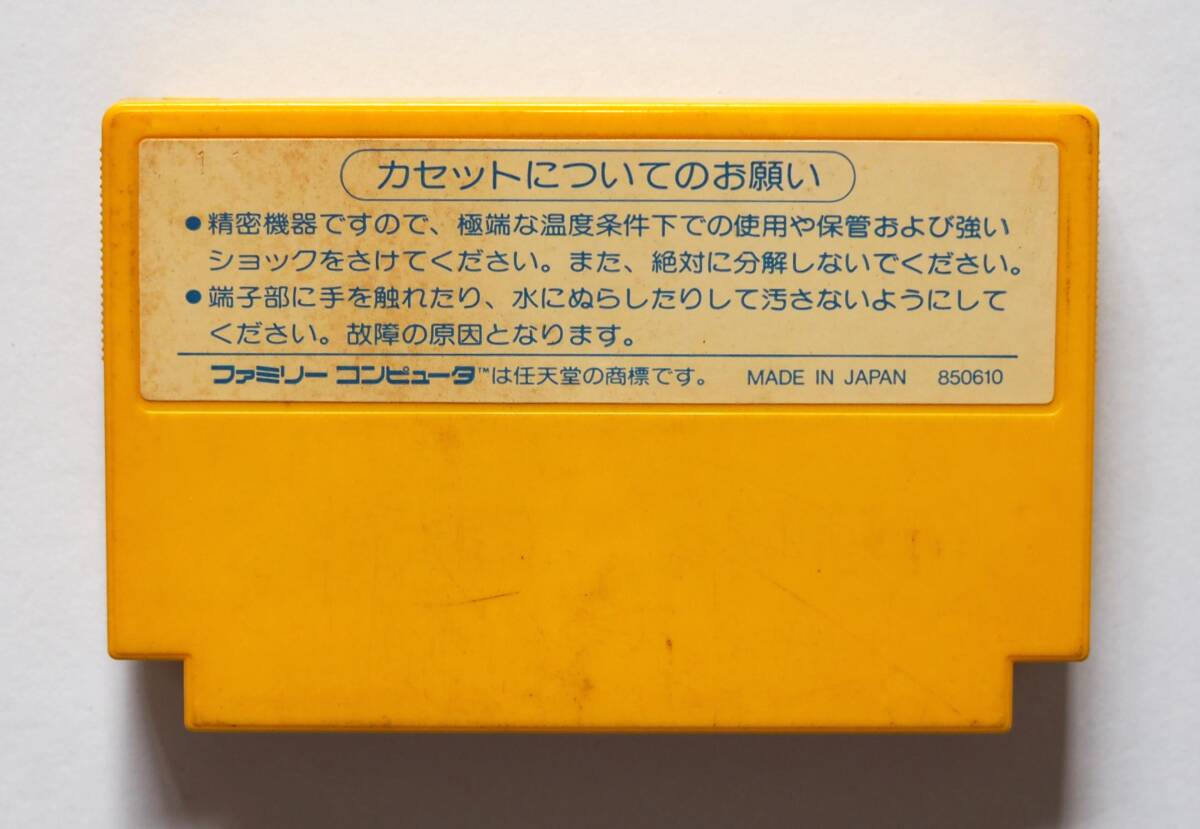 カセットについてのお願い
●精密機器ですので、極端な温度条件下での使用や保管および強い
ショックをさけてください。また、絶対に分解しないでください。
●端子部に手を触れたり、水にぬらしたりして汚さないようにして
ください。故障の原因となります。
ファミリー コンピュータ™は任天堂の商標です。 MADE IN JAPAN 850610